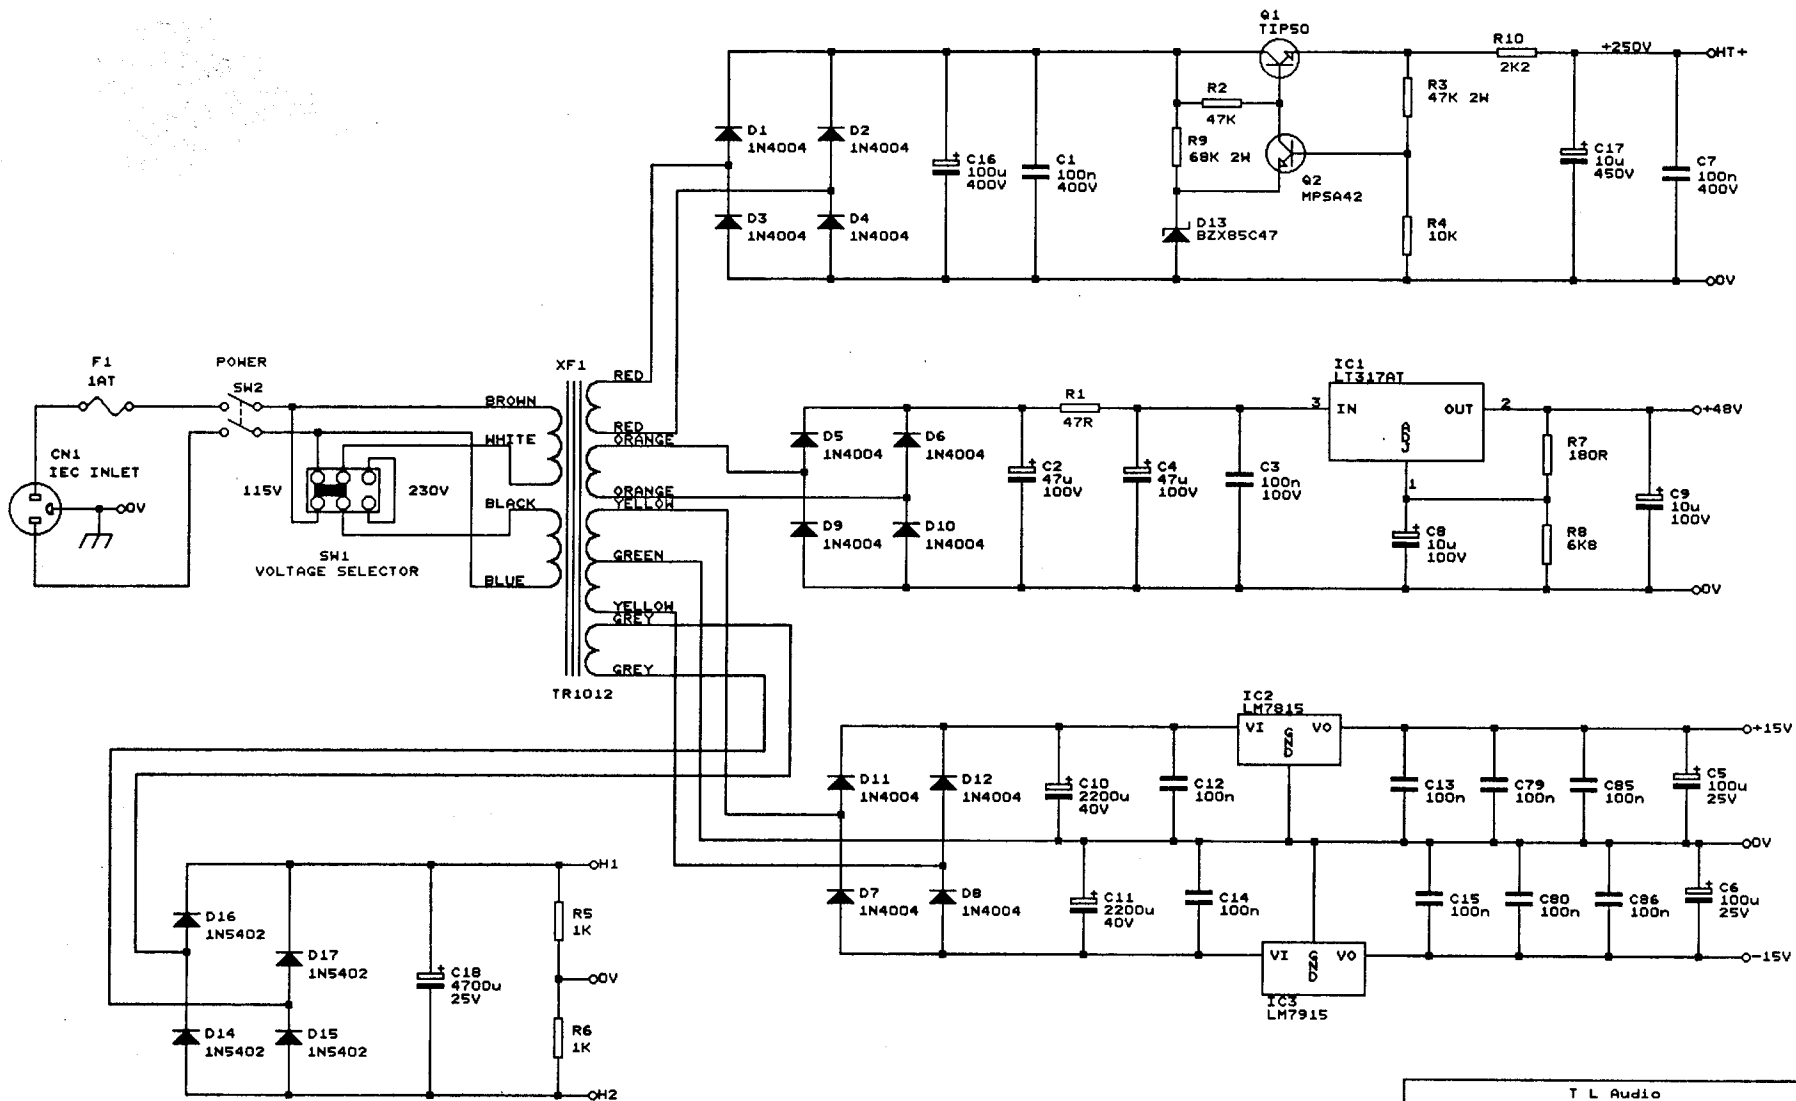 Q1
TIP50
R10
2K2
+250V
HT+
R2
47K
R3
47K 2W
D1
1N4004
D2
1N4004
C16
100u
400V
C1
100n
400V
R9
68K 2W
Q2
MPSA42
C17
10u
450V
C7
100n
400V
D3
1N4004
D4
1N4004
D13
BZX85C47
R4
10K
0V
F1
1AT
POWER
SW2
XF1
RED
RED
BROWN
WHITE
ORANGE
ORANGE
CN1
IEC INLET
0V
115V
230V
BLACK
YELLOW
GREEN
SW1
VOLTAGE SELECTOR
BLUE
YELLOW
GREY
GREY
TR1012
D5
1N4004
D6
1N4004
C2
47u
100V
R1
47R
C4
47u
100V
C3
100n
100V
IC1
LT317AT
3
IN
OUT
2
ADJ
1
+48V
R7
180R
C9
10u
100V
D9
1N4004
D10
1N4004
C8
10u
100V
R8
6K8
0V
IC2
LM7815
VI
VO
GND
+15V
D11
1N4004
D12
1N4004
C10
2200u
40V
C12
100n
C13
100n
C79
100n
C85
100n
C5
100u
25V
0V
D7
1N4004
D8
1N4004
C11
2200u
40V
C14
100n
C15
100n
C80
100n
C86
100n
C6
100u
25V
VI
VO
GND
-15V
IC3
LM7915
H1
D16
1N5402
D17
1N5402
C18
4700u
25V
R5
1K
0V
D14
1N5402
D15
1N5402
R6
1K
H2
T L Audio